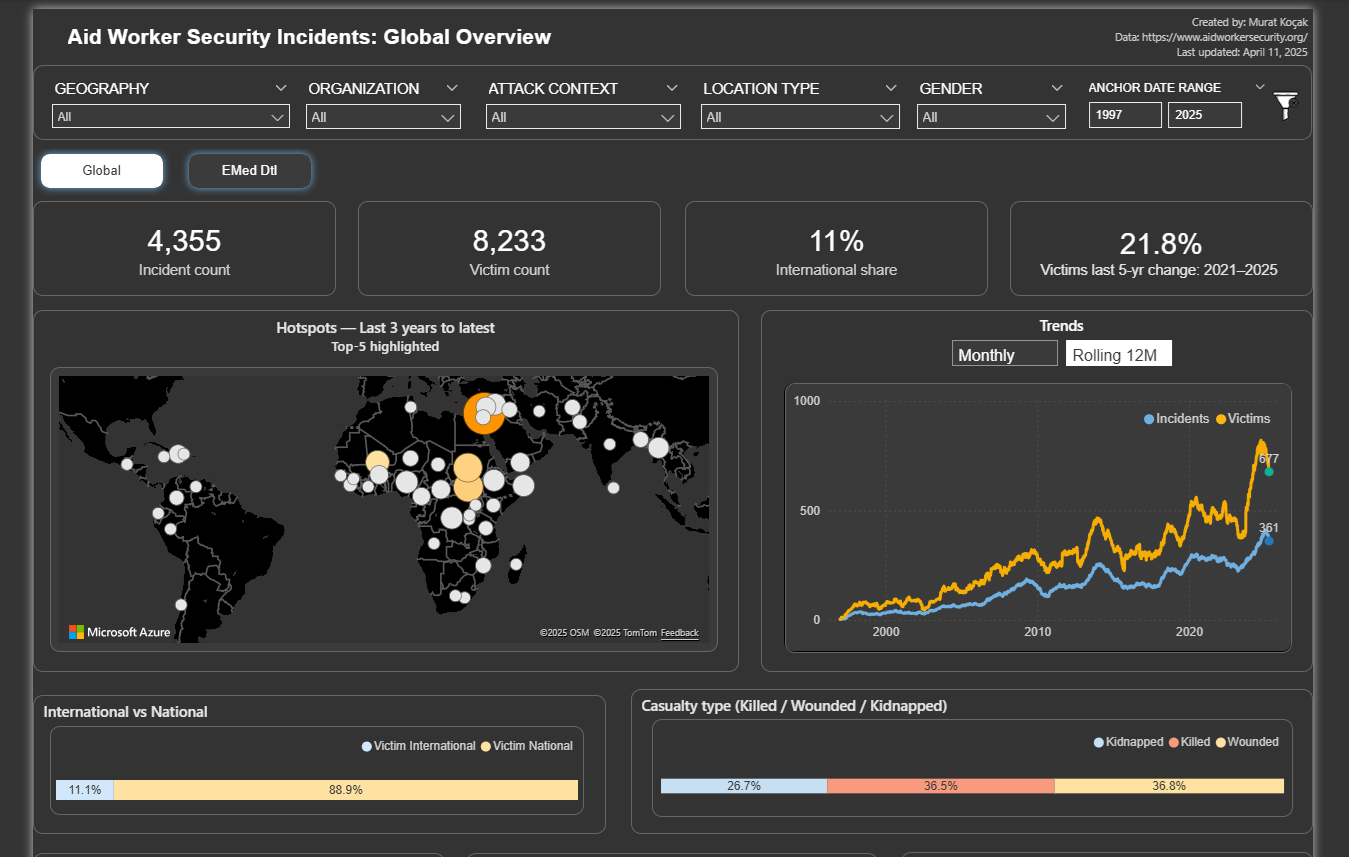 Aid Worker Security Incidents: Global Overview
Created by: Murat Koçak
Data: https://www.aidworkersecurity.org/
Last updated: April 11, 2025
GEOGRAPHY
All
ORGANIZATION
All
ATTACK CONTEXT
All
LOCATION TYPE
All
GENDER
All
ANCHOR DATE RANGE
1997 2025
Global
EMed Dtl
4,355
Incident count
8,233
Victim count
11%
International share
21.8%
Victims last 5-yr change: 2021–2025
Hotspots — Last 3 years to latest
Top-5 highlighted
Microsoft Azure
©2025 OSM ©2025 TomTom Feedback
Trends
Monthly
Rolling 12M
Incidents Victims
1000
500
0
677
361
2000 2010 2020
International vs National
Victim International Victim National
11.1% 88.9%
Casualty type (Killed / Wounded / Kidnapped)
Kidnapped Killed Wounded
26.7% 36.5% 36.8%